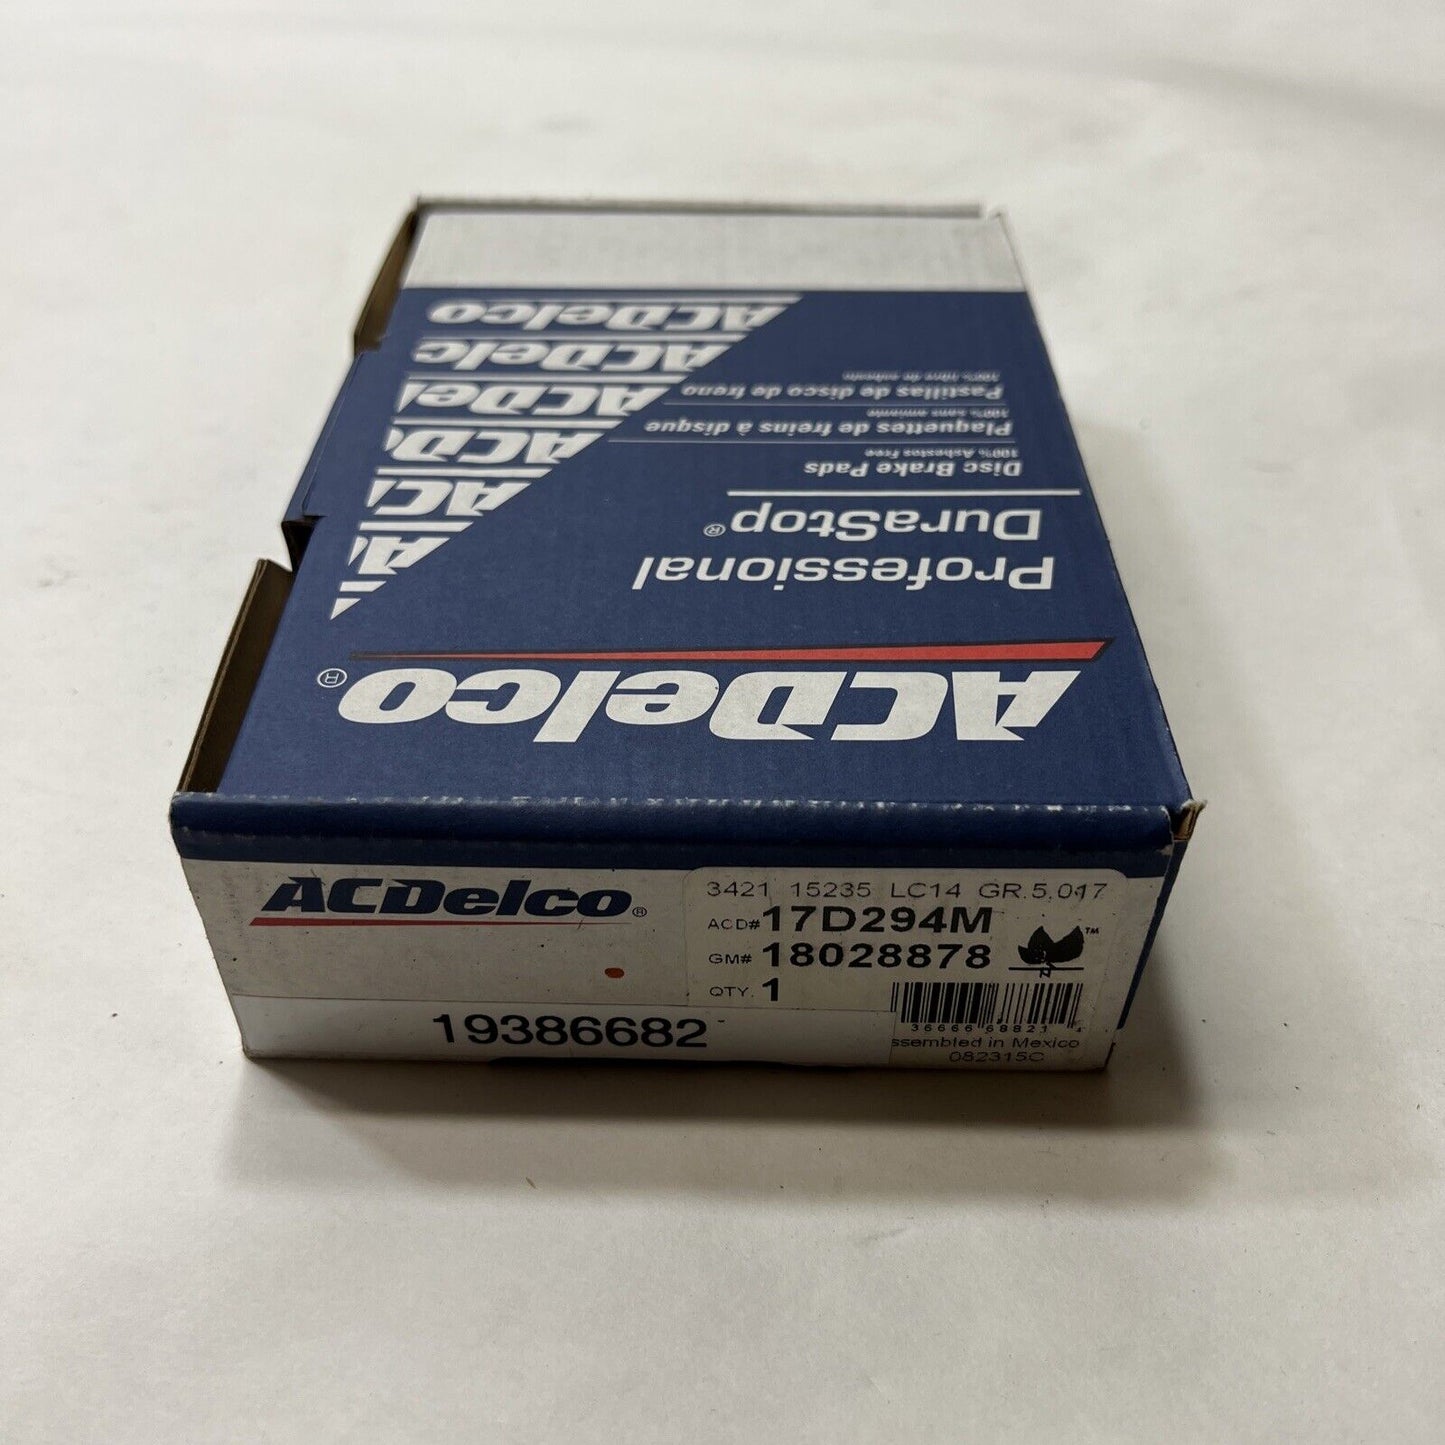 ACDelco®
Professional
DuraStop®
Disc Brake Pads
100% Asbestos Free
Plaquettes de freins à disque
100% sans amiante
Pastillas de disco de freno
100% libre de asbesto
AC
ACD
ACDel
ACDelc
ACDelco
ACDelco®
3421 15235 LC14 GR.5,017
ACD# 17D294M
GM# 18028878
QTY. 1
36666 68821 4
ssembled in Mexico
082315C
19386682